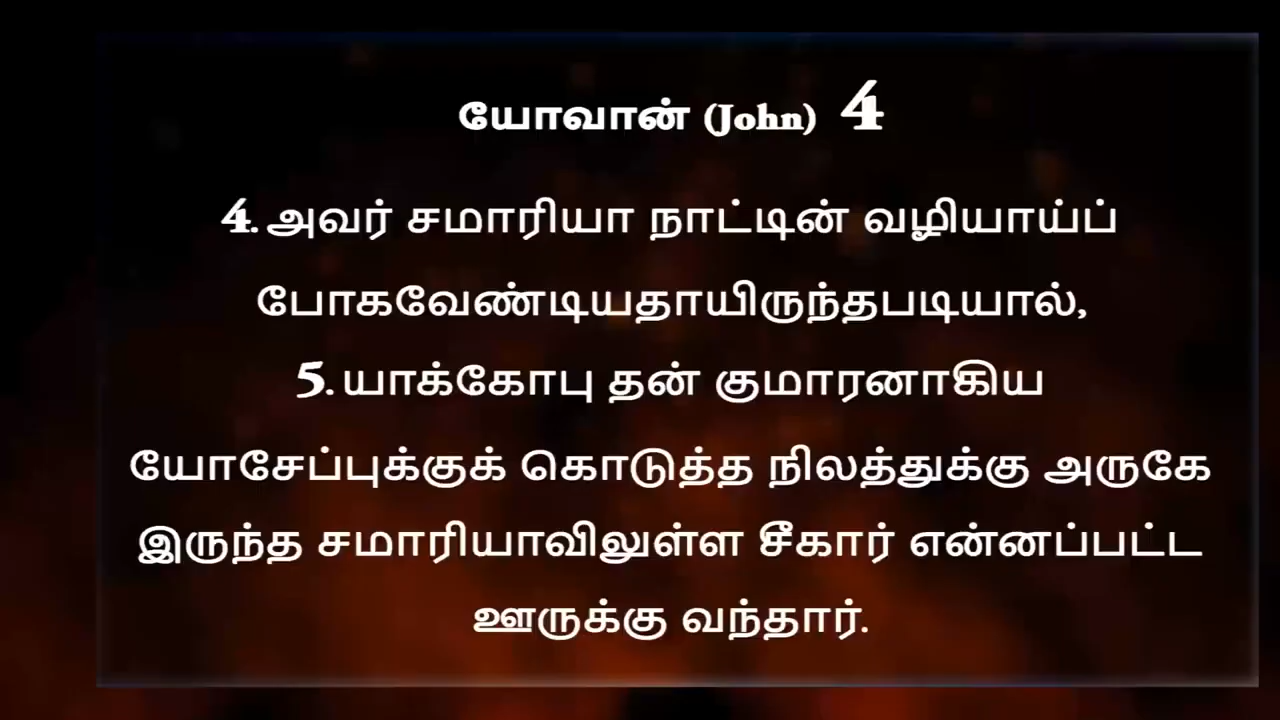 யோவான் (John) 4
4. அவர் சமாரியா நாட்டின் வழியாய்ப்
போகவேண்டியதாயிருந்தபடியால்,
5. யாக்கோபு தன் குமாரனாகிய
யோசேப்புக்குக் கொடுத்த நிலத்துக்கு அருகே
இருந்த சமாரியாவிலுள்ள சீகார் என்னப்பட்ட
ஊருக்கு வந்தார்.